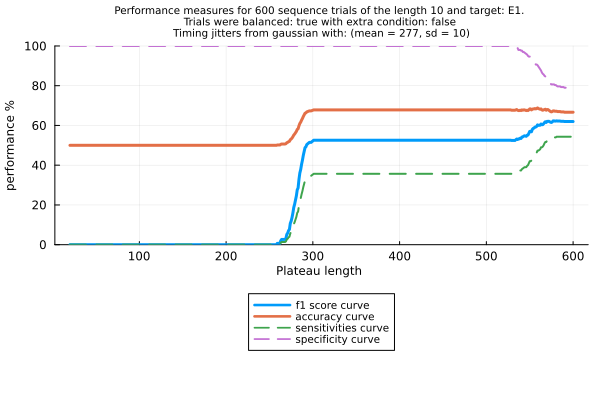 Performance measures for 600 sequence trials of the length 10 and target: E1.
Trials were balanced: true with extra condition: false
Timing jitters from gaussian with: (mean = 277, sd = 10)
100
80
60
40
20
0
performance %
100
200
300
400
500
600
Plateau length
f1 score curve
accuracy curve
sensitivities curve
specificity curve